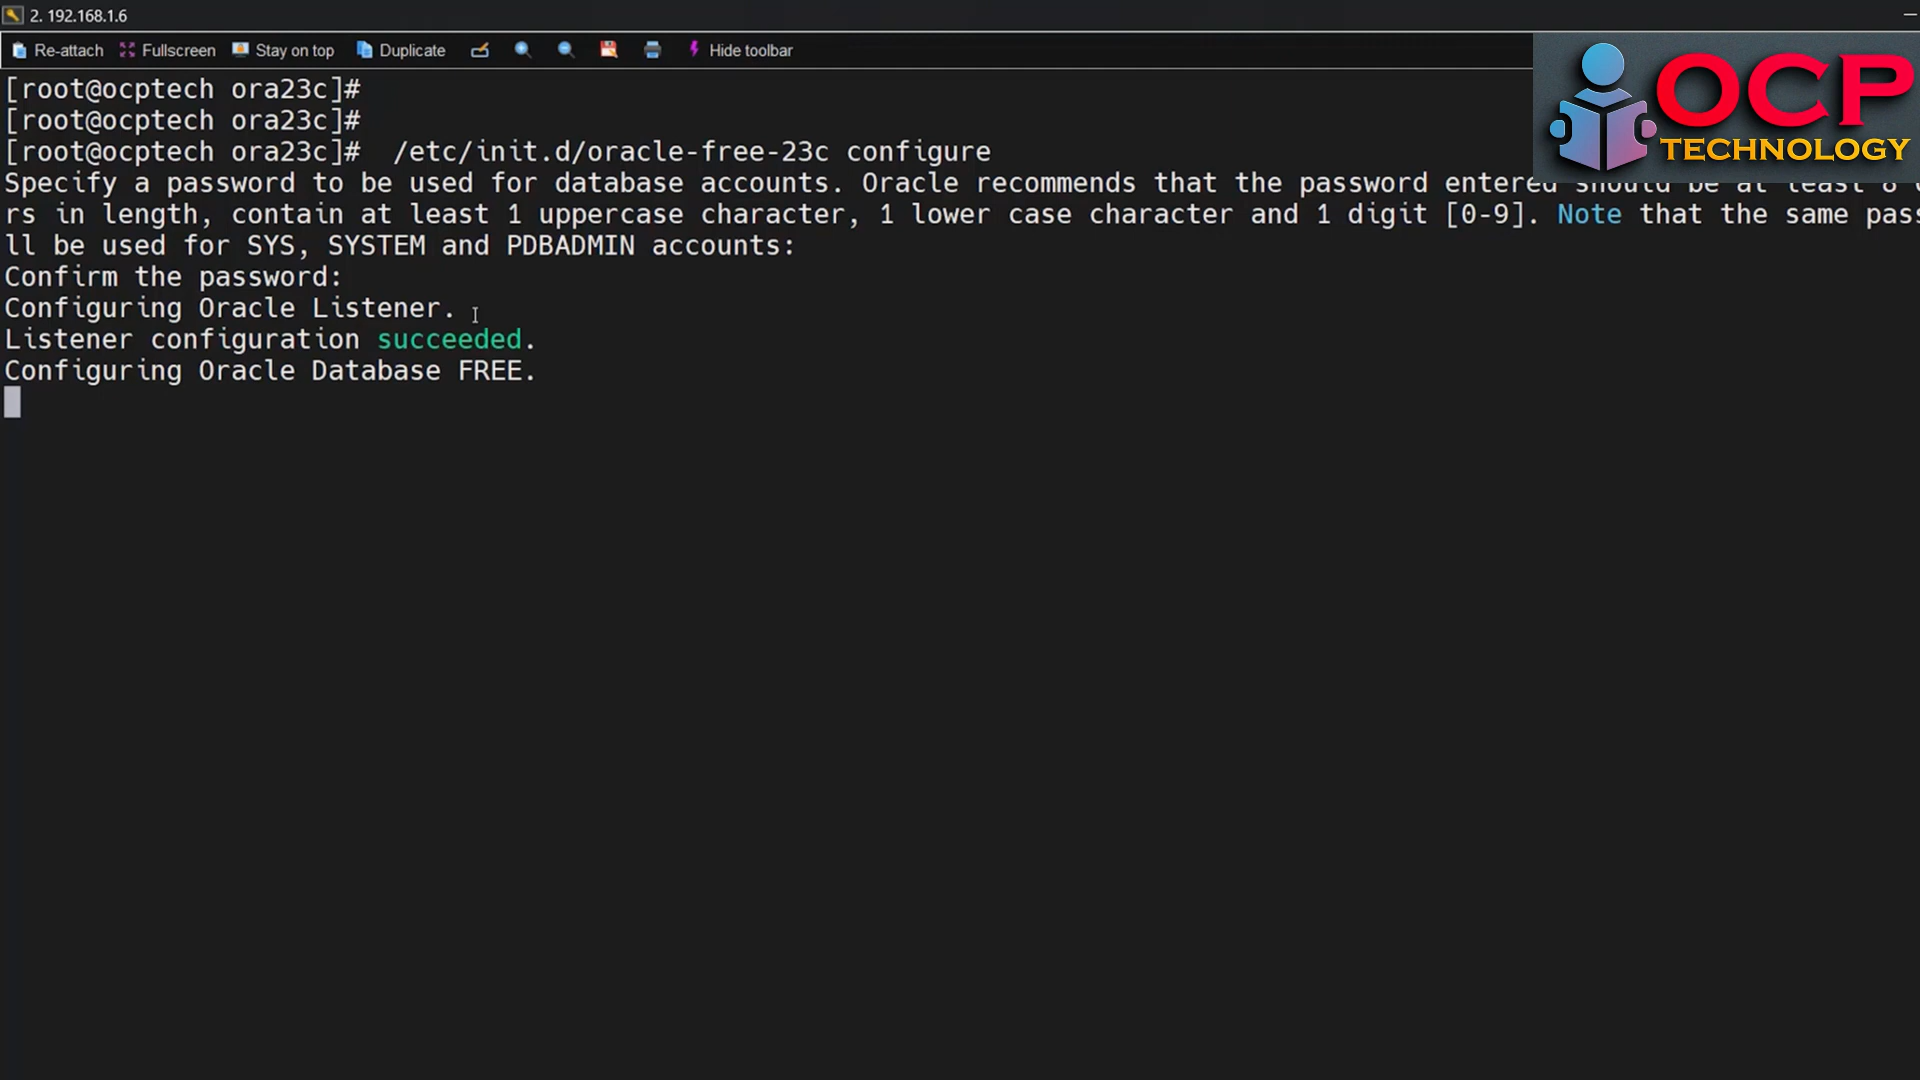 2. 192.168.1.6
Re-attach Fullscreen Stay on top Duplicate Hide toolbar
OCP
TECHNOLOGY
[root@ocptech ora23c]#
[root@ocptech ora23c]#
[root@ocptech ora23c]#  /etc/init.d/oracle-free-23c configure
Specify a password to be used for database accounts. Oracle recommends that the password entered should be at least 8
rs in length, contain at least 1 uppercase character, 1 lower case character and 1 digit [0-9]. Note that the same pass
ll be used for SYS, SYSTEM and PDBADMIN accounts:
Confirm the password:
Configuring Oracle Listener.
Listener configuration succeeded.
Configuring Oracle Database FREE.